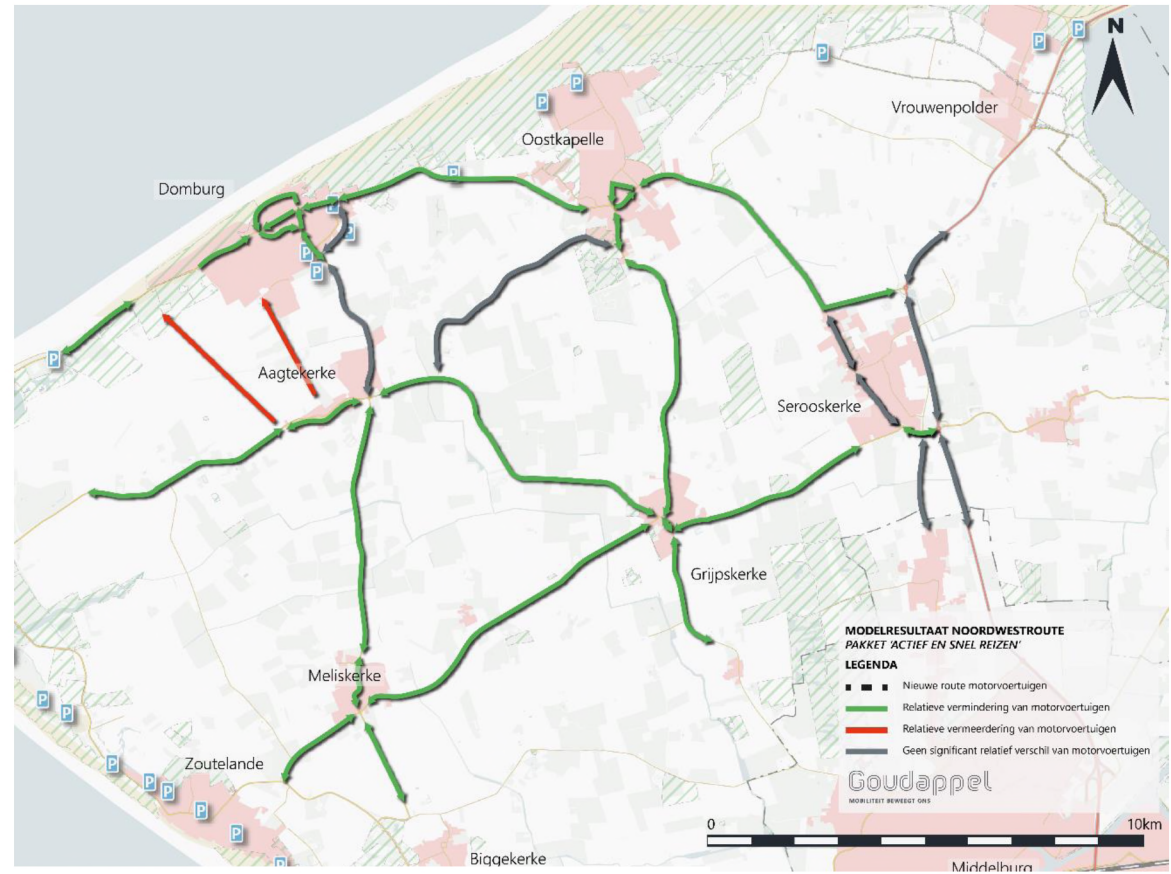 N
P
P
P
P
P
Vrouwenpolder
Oostkapelle
P
Domburg
P
P
P
P
P
Aagtekerke
Serooskerke
Grijpskerke
MODELRESULTAAT NOORDWESTROUTE
PAKKET 'ACTIEF EN SNEL REIZEN'
LEGENDA
Nieuwe route motorvoertuigen
Relatieve vermindering van motorvoertuigen
Relatieve vermeerdering van motorvoertuigen
Geen significant relatief verschil van motorvoertuigen
Goudappel
MOBILITEIT BEWEEGT ONS
Meliskerke
P
P
Zoutelande
P
P
P
P
P
0
10km
Biggekerke
Middelburg